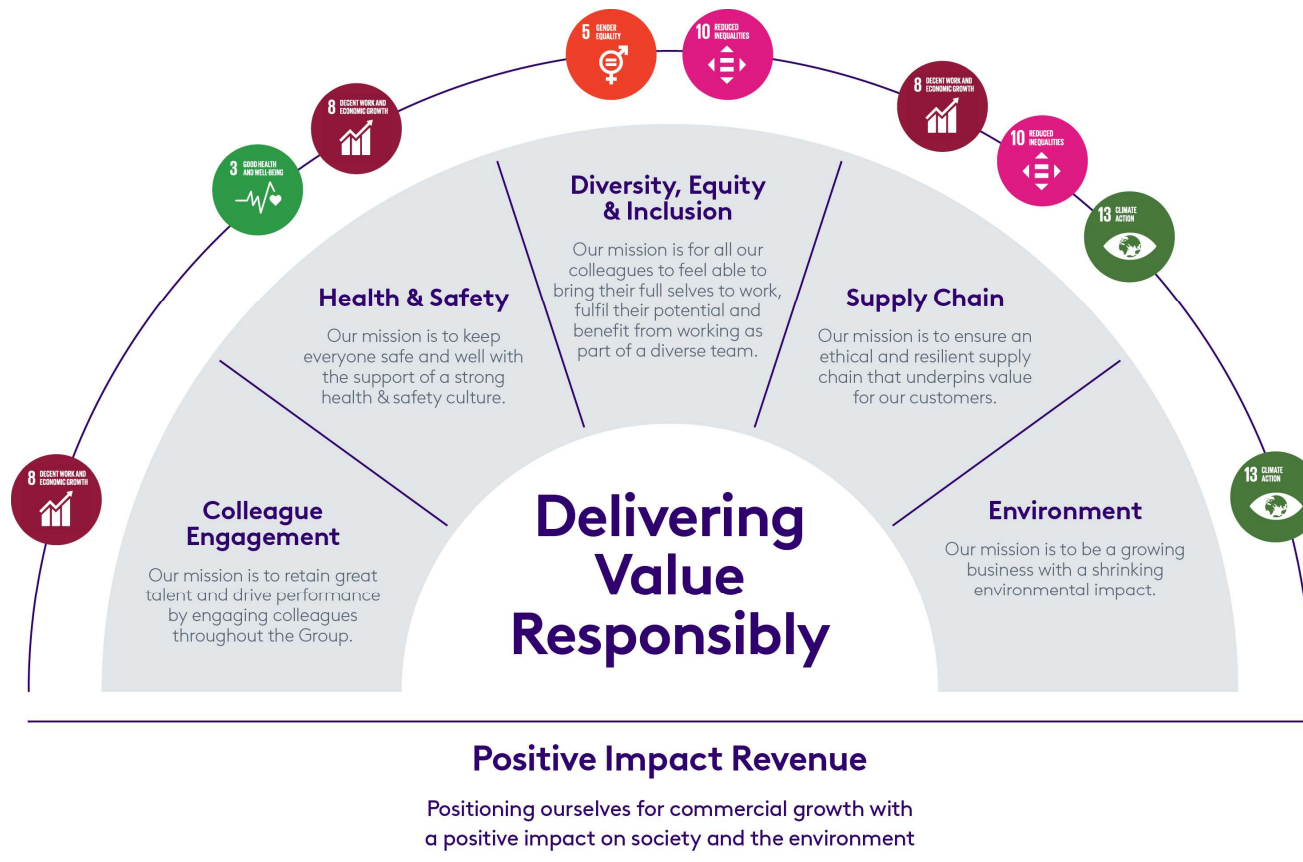 5 GENDER
EQUALITY
10 REDUCED
INEQUALITIES
8 DECENT WORK AND
ECONOMIC GROWTH
8 DECENT WORK AND
ECONOMIC GROWTH
10 REDUCED
INEQUALITIES
3 GOOD HEALTH
AND WELL-BEING
13 CLIMATE
ACTION
8 DECENT WORK AND
ECONOMIC GROWTH
13 CLIMATE
ACTION
Colleague
Engagement
Our mission is to retain great
talent and drive performance
by engaging colleagues
throughout the Group.
Health & Safety
Our mission is to keep
everyone safe and well with
the support of a strong
health & safety culture.
Diversity, Equity
& Inclusion
Our mission is for all our
colleagues to feel able to
bring their full selves to work,
fulfil their potential and
benefit from working as
part of a diverse team.
Supply Chain
Our mission is to ensure an
ethical and resilient supply
chain that underpins value
for our customers.
Environment
Our mission is to be a growing
business with a shrinking
environmental impact.
Delivering
Value
Responsibly
Positive Impact Revenue
Positioning ourselves for commercial growth with
a positive impact on society and the environment